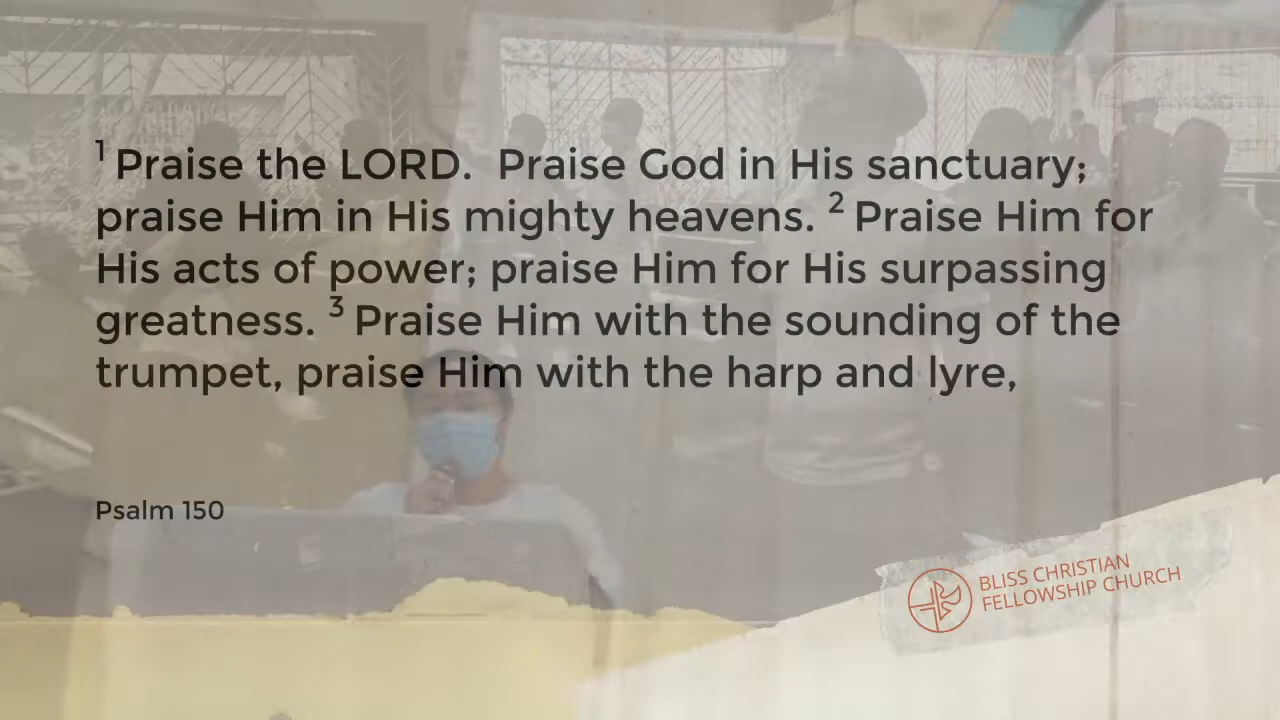 1 Praise the LORD. Praise God in His sanctuary;
praise Him in His mighty heavens. 2 Praise Him for
His acts of power; praise Him for His surpassing
greatness. 3 Praise Him with the sounding of the
trumpet, praise Him with the harp and lyre,
Psalm 150
BLISS CHRISTIAN
FELLOWSHIP CHURCH